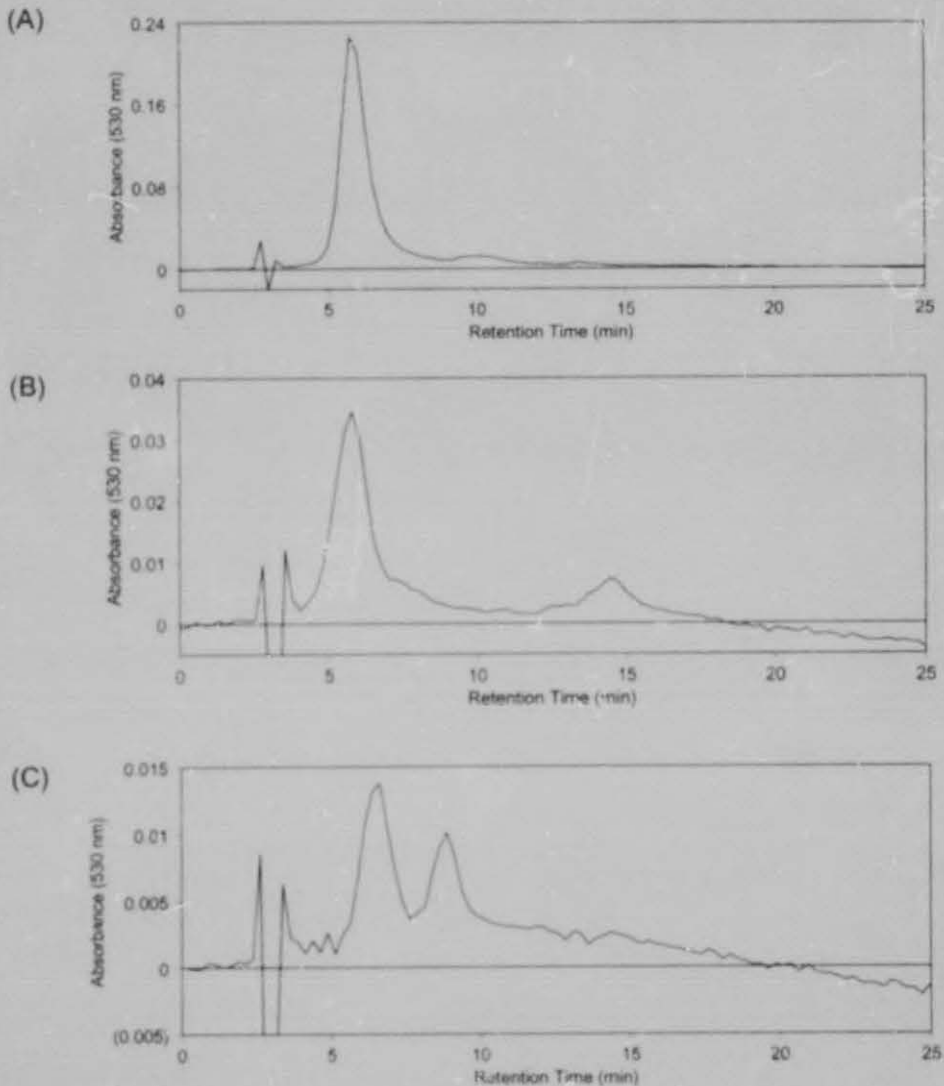 (A)
0.24
0.16
0.08
0
Absorbance (530 nm)
0 5 10 15 20 25
Retention Time (min)
(B)
0.04
0.03
0.02
0.01
0
Absorbance (530 nm)
0 5 10 15 20 25
Retention Time (min)
(C)
0.015
0.01
0.005
0
(0.005)
Absorbance (530 nm)
0 5 10 15 20 25
Retention Time (min)